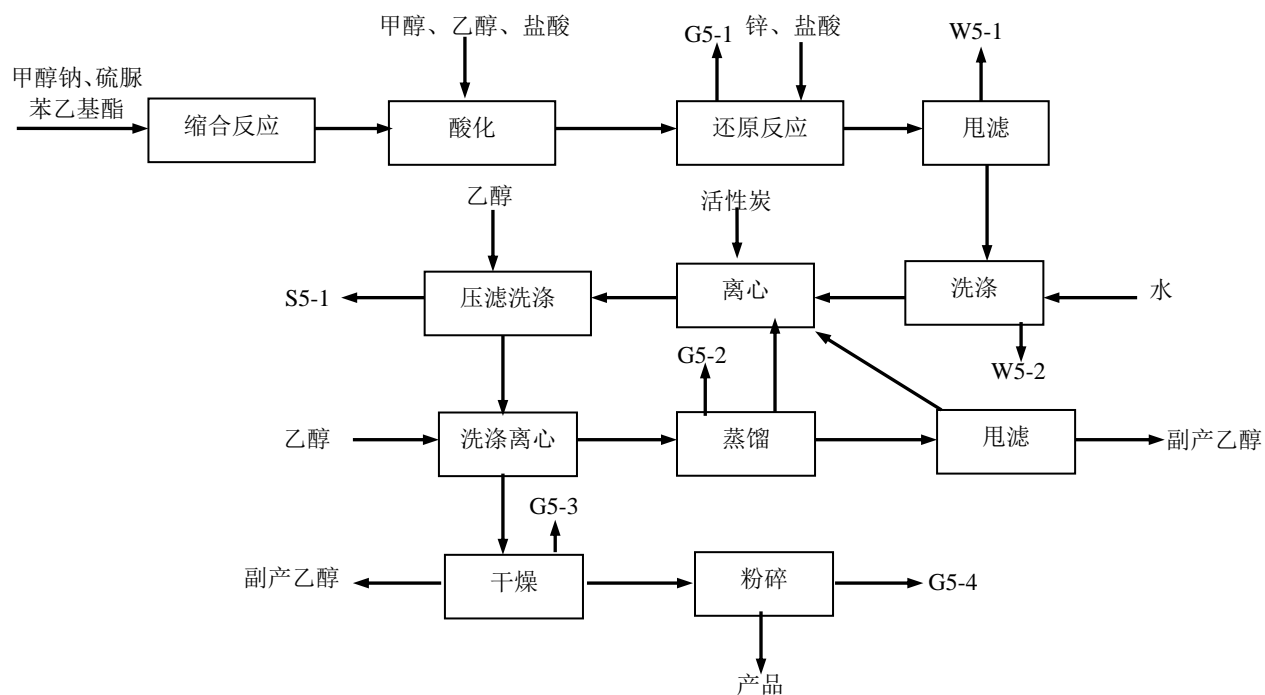 甲醇、乙醇、盐酸
G5-1
锌、盐酸
W5-1
甲醇钠、硫脲
苯乙基酯
缩合反应
酸化
还原反应
甩滤
乙醇
活性炭
S5-1
压滤洗涤
离心
洗涤
水
G5-2
W5-2
乙醇
洗涤离心
蒸馏
甩滤
副产乙醇
G5-3
副产乙醇
干燥
粉碎
G5-4
产品